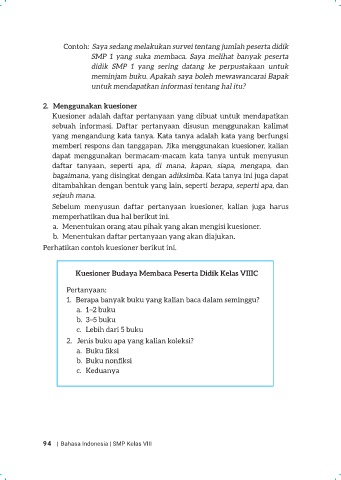 Contoh: Saya sedang melakukan survei tentang jumlah peserta didik
SMP 1 yang suka membaca. Saya melihat banyak peserta
didik SMP 1 yang sering datang ke perpustakaan untuk
meminjam buku. Apakah saya boleh mewawancarai Bapak
untuk mendapatkan informasi tentang hal itu?
2. Menggunakan kuesioner
Kuesioner adalah daftar pertanyaan yang dibuat untuk mendapatkan
sebuah informasi. Daftar pertanyaan disusun menggunakan kalimat
yang mengandung kata tanya. Kata tanya adalah kata yang berfungsi
memberi respons dan tanggapan. Jika menggunakan kuesioner, kalian
dapat menggunakan bermacam-macam kata tanya untuk menyusun
daftar tanyaan, seperti apa, di mana, kapan, siapa, mengapa, dan
bagaimana, yang disingkat dengan adiksimba. Kata tanya ini juga dapat
ditambahkan dengan bentuk yang lain, seperti berapa, seperti apa, dan
sejauh mana.
Sebelum menyusun daftar pertanyaan kuesioner, kalian juga harus
memperhatikan dua hal berikut ini.
a. Menentukan orang atau pihak yang akan mengisi kuesioner.
b. Menentukan daftar pertanyaan yang akan diajukan.
Perhatikan contoh kuesioner berikut ini.
Kuesioner Budaya Membaca Peserta Didik Kelas VIIIC
Pertanyaan:
1. Berapa banyak buku yang kalian baca dalam seminggu?
a. 1–2 buku
b. 3–5 buku
c. Lebih dari 5 buku
2. Jenis buku apa yang kalian koleksi?
a. Buku fiksi
b. Buku nonfiksi
c. Keduanya
94 | Bahasa Indonesia | SMP Kelas VIII